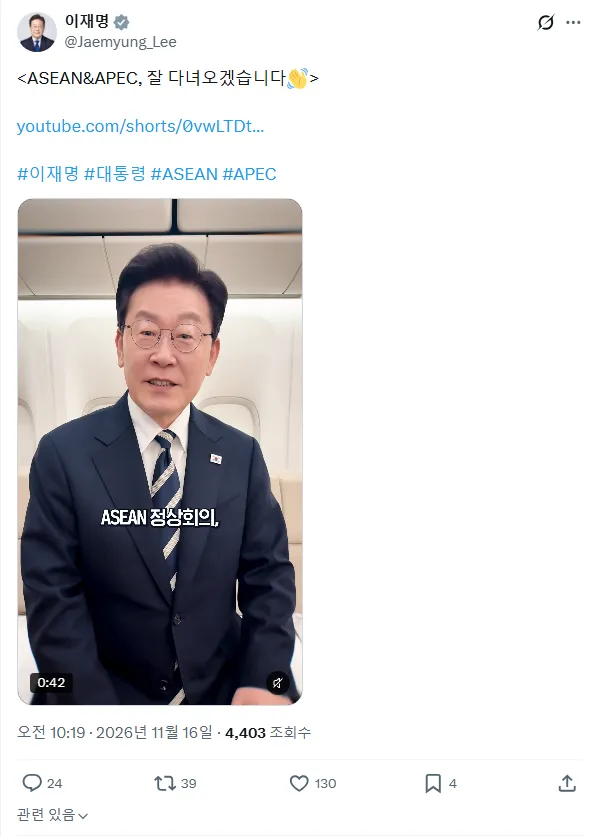 이재명
@Jaemyung_Lee
<ASEAN&APEC, 잘 다녀오겠습니다👋>
youtube.com/shorts/0vwLTDt...
#이재명 #대통령 #ASEAN #APEC
ASEAN 정상회의,
0:42
오전 10:19 · 2026년 11월 16일 · 4,403 조회수
24 39 130 4
관련 있음